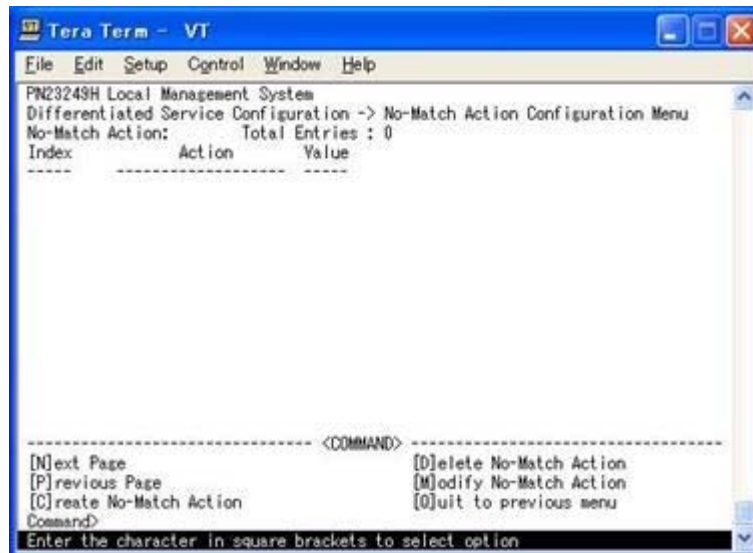 Tera Term - VT
File Edit Setup Control Window Help
PN23249H Local Management System
Differentiated Service Configuration -> No-Match Action Configuration Menu
No-Match Action: Total Entries : 0
Index Action Value
----- ------------------- -----
-------------------------------- <COMMAND> -----------------------------------
[N]ext Page [D]elete No-Match Action
[P]revious Page [M]odify No-Match Action
[C]reate No-Match Action [Q]uit to previous menu
Command>
Enter the character in square brackets to select option